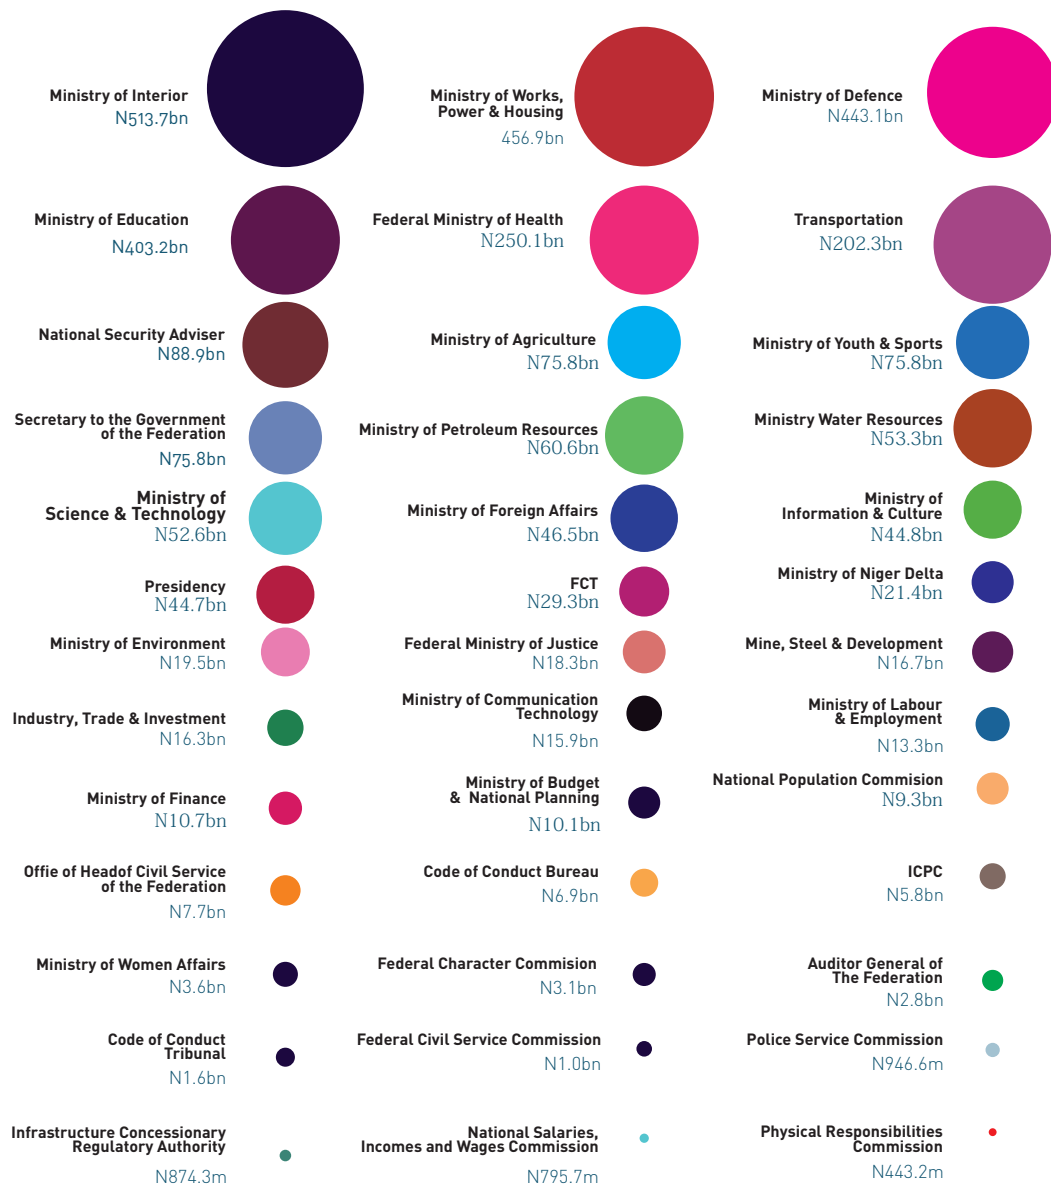 Ministry of Interior
N513.7bn
Ministry of Works,
Power & Housing
456.9bn
Ministry of Defence
N443.1bn
Ministry of Education
N403.2bn
Federal Ministry of Health
N250.1bn
Transportation
N202.3bn
National Security Adviser
N88.9bn
Ministry of Agriculture
N75.8bn
Ministry of Youth & Sports
N75.8bn
Secretary to the Government
of the Federation
N75.8bn
Ministry of Petroleum Resources
N60.6bn
Ministry Water Resources
N53.3bn
Ministry of
Science & Technology
N52.6bn
Ministry of Foreign Affairs
N46.5bn
Ministry of
Information & Culture
N44.8bn
Presidency
N44.7bn
FCT
N29.3bn
Ministry of Niger Delta
N21.4bn
Ministry of Environment
N19.5bn
Federal Ministry of Justice
N18.3bn
Mine, Steel & Development
N16.7bn
Industry, Trade & Investment
N16.3bn
Ministry of Communication
Technology
N15.9bn
Ministry of Labour
& Employment
N13.3bn
Ministry of Finance
N10.7bn
Ministry of Budget
& National Planning
N10.1bn
National Population Commision
N9.3bn
Offie of Headof Civil Service
of the Federation
N7.7bn
Code of Conduct Bureau
N6.9bn
ICPC
N5.8bn
Ministry of Women Affairs
N3.6bn
Federal Character Commision
N3.1bn
Auditor General of
The Federation
N2.8bn
Code of Conduct
Tribunal
N1.6bn
Federal Civil Service Commission
N1.0bn
Police Service Commission
N946.6m
Infrastructure Concessionary
Regulatory Authority
N874.3m
National Salaries,
Incomes and Wages Commission
N795.7m
Physical Responsibilities
Commission
N443.2m